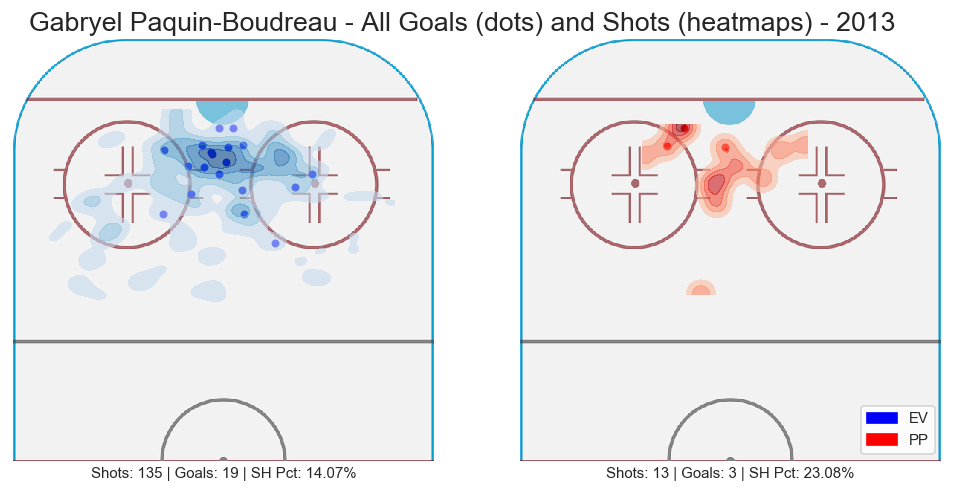 Gabryel Paquin-Boudreau - All Goals (dots) and Shots (heatmaps) - 2013
EV
PP
Shots: 135 | Goals: 19 | SH Pct: 14.07%
Shots: 13 | Goals: 3 | SH Pct: 23.08%